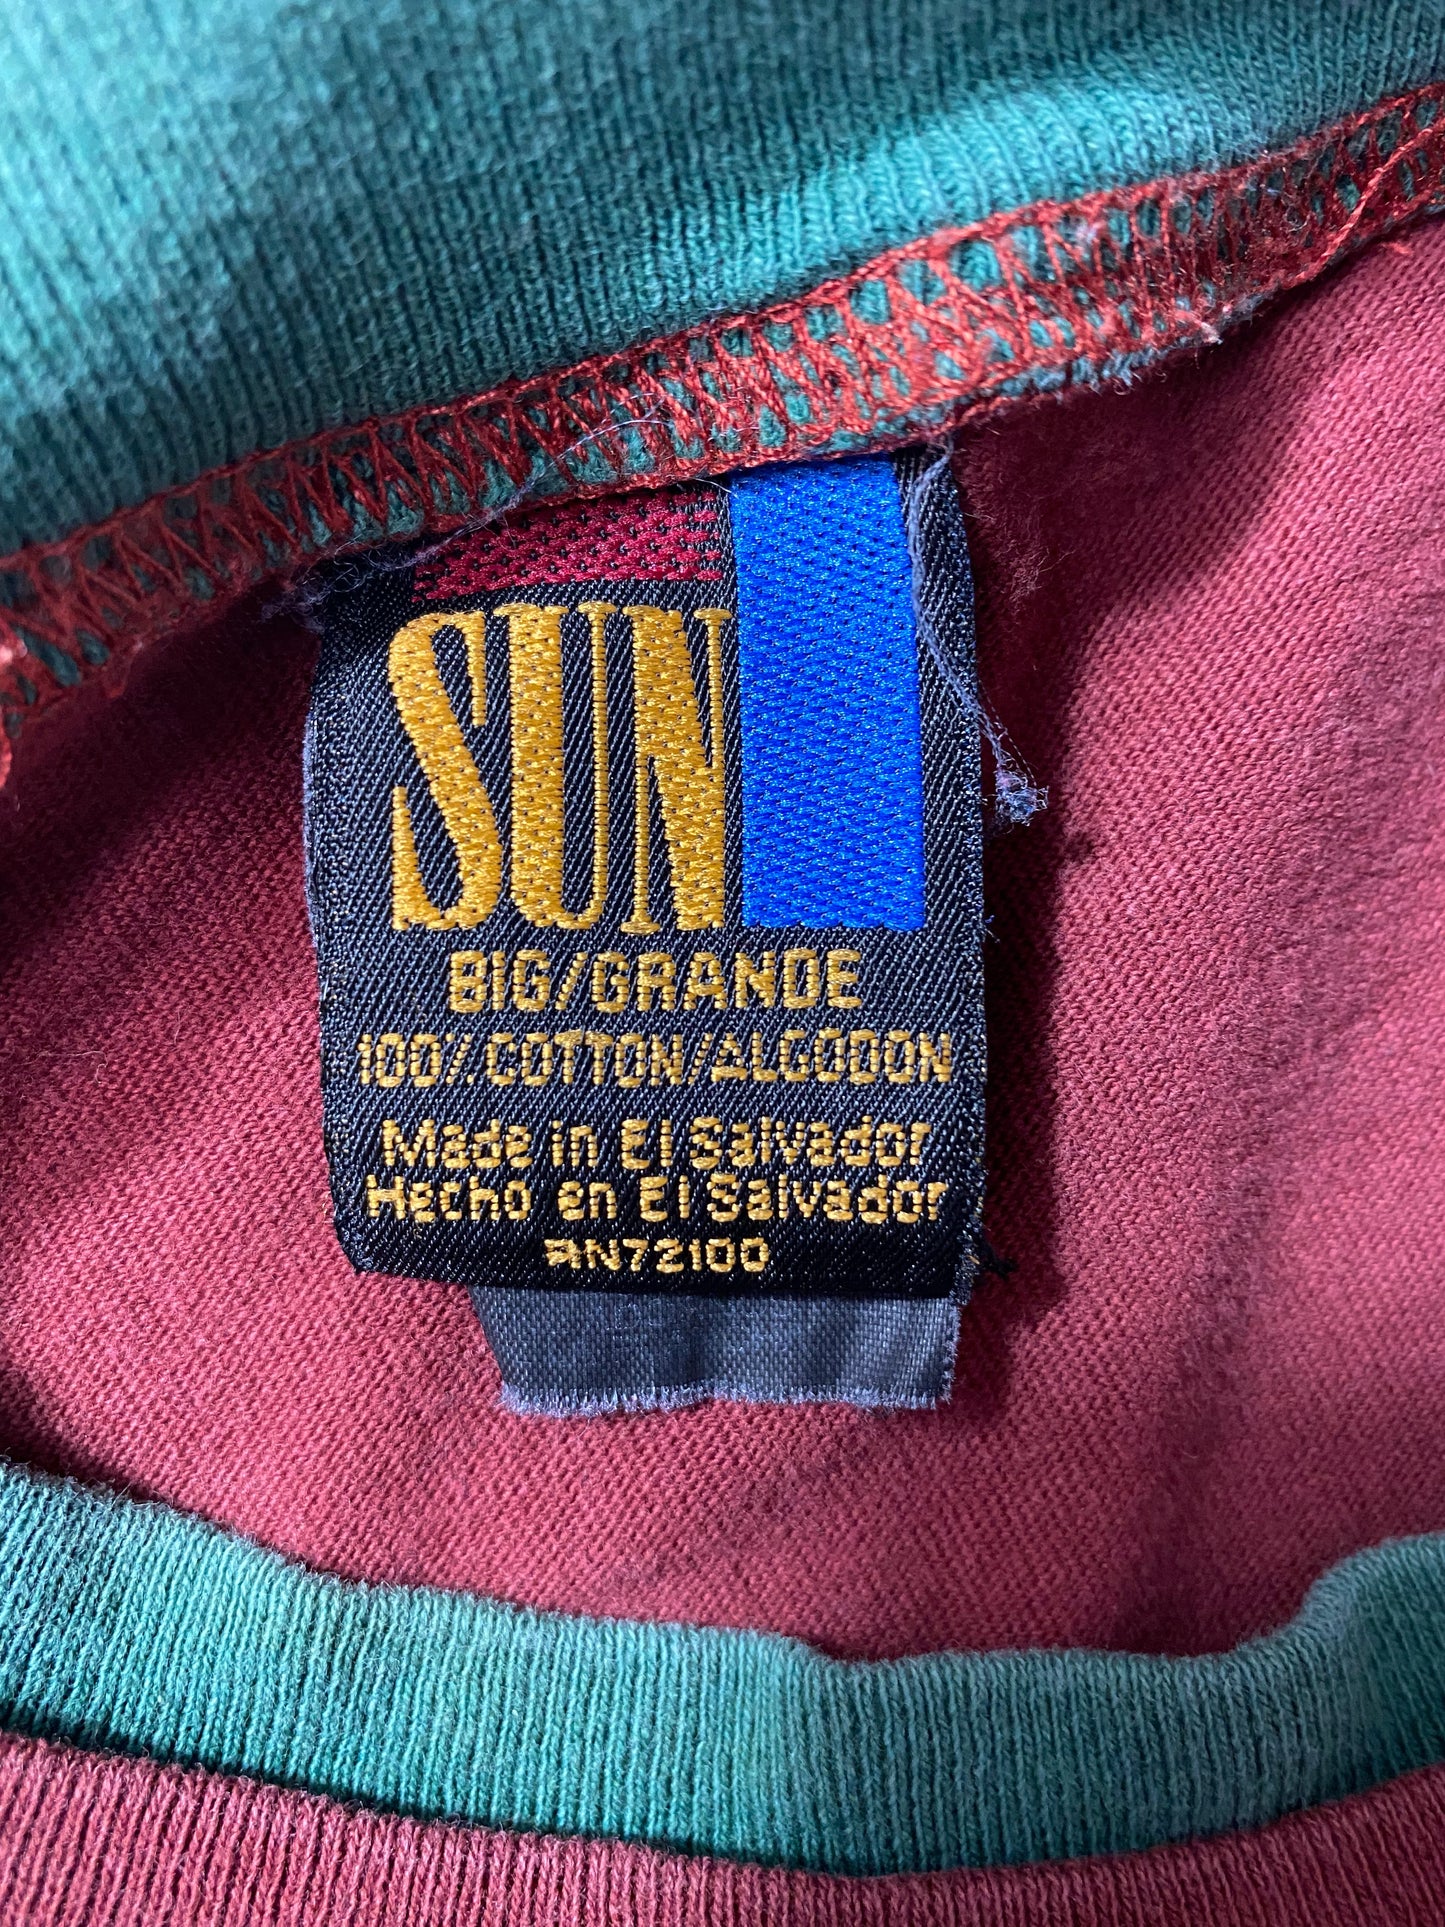 SUN
BIG/GRANDE
100% COTTON/ALGODON
Made in El Salvador
Hecho en El Salvador
RN72100